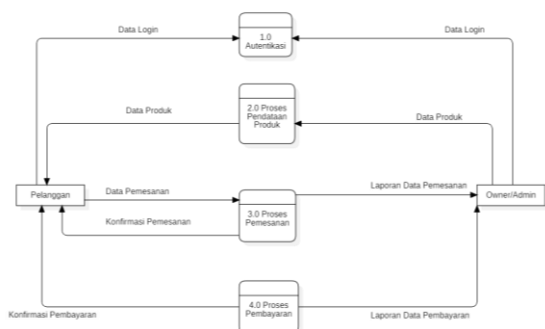 Data Login
1.0
Autentikasi
Data Login
Data Produk
2.0 Proses
Pendataan
Produk
Data Produk
Pelanggan
Data Pemesanan
Konfirmasi Pemesanan
3.0 Proses
Pemesanan
Laporan Data Pemesanan
Owner/Admin
Konfirmasi Pembayaran
4.0 Proses
Pembayaran
Laporan Data Pembayaran